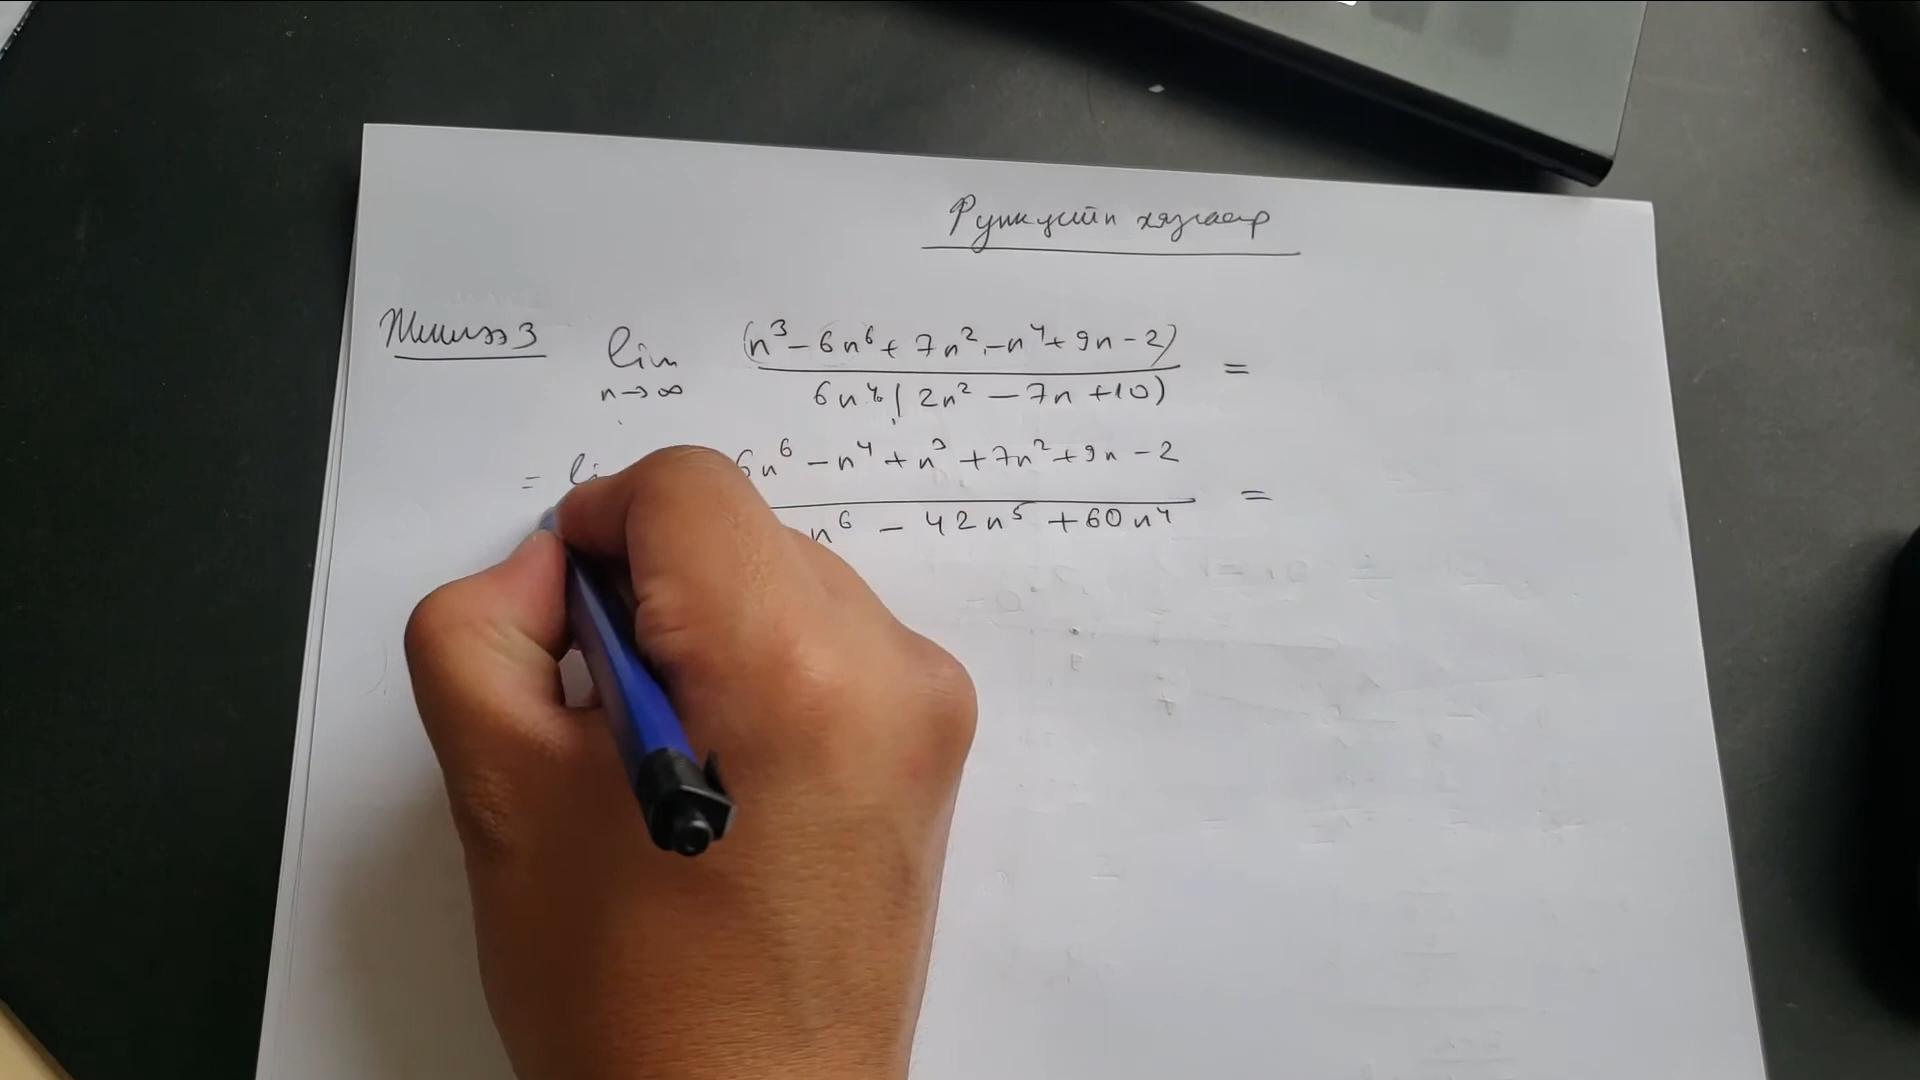 Функцийн хязгаар
Жишээ 3 lim n→∞ (n³ - 6n⁶ + 7n² - n⁴ + 9n - 2) / 6n⁴(2n² - 7n + 10) =
= li 6n⁶ - n⁴ + n³ + 7n² + 9n - 2 / n⁶ - 42n⁵ + 60n⁴ =